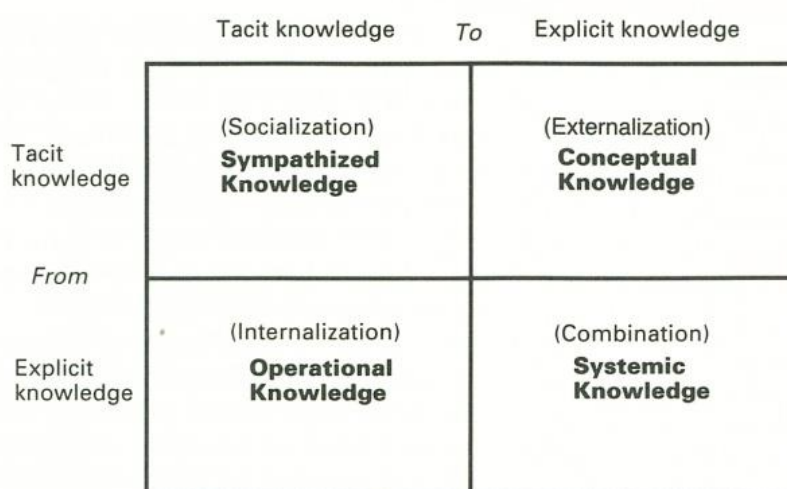 Tacit knowledge To Explicit knowledge
(Socialization)
Sympathized
Knowledge
(Externalization)
Conceptual
Knowledge
Tacit
knowledge
From
(Internalization)
Operational
Knowledge
(Combination)
Systemic
Knowledge
Explicit
knowledge